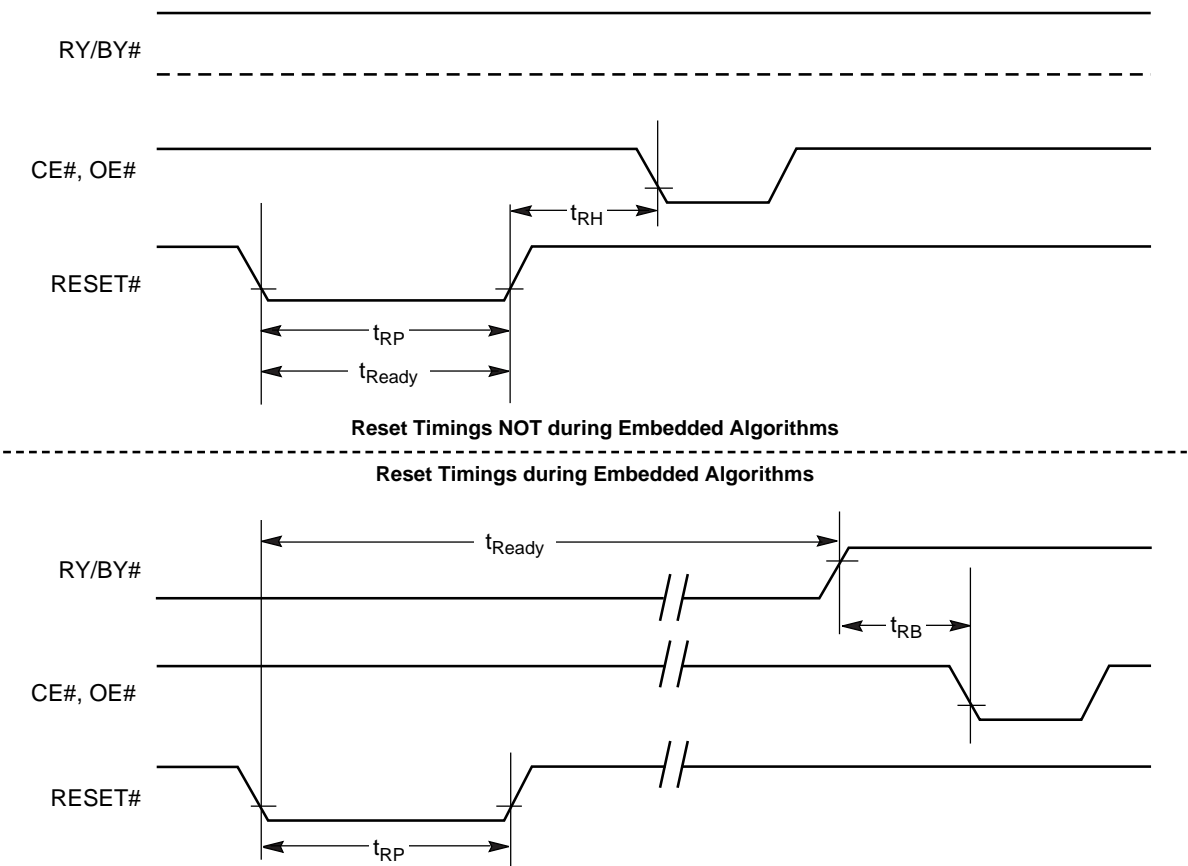 RY/BY#
CE#, OE#
tRH
RESET#
tRP
tReady
Reset Timings NOT during Embedded Algorithms
Reset Timings during Embedded Algorithms
tReady
RY/BY#
tRB
CE#, OE#
RESET#
tRP